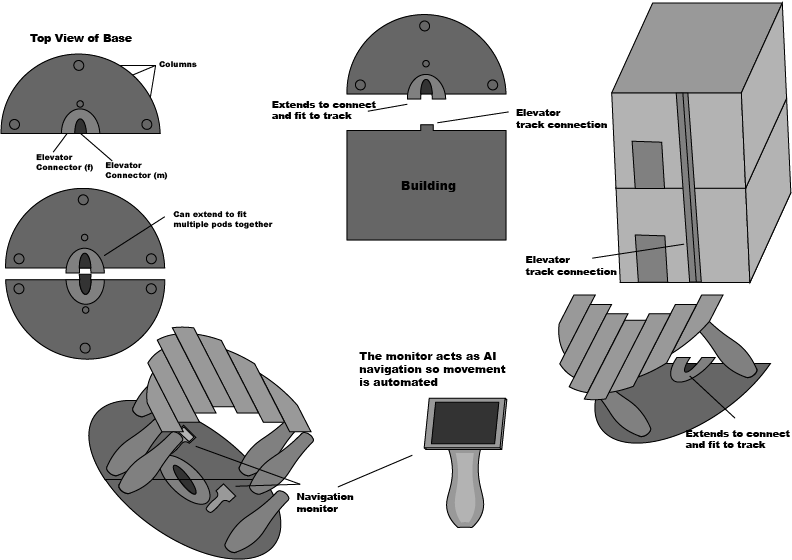 Top View of Base
Columns
Elevator
Connector (f)
Elevator
Connector (m)
Extends to connect
and fit to track
Elevator
track connection
Building
Can extend to fit
multiple pods together
Elevator
track connection
The monitor acts as AI
navigation so movement
is automated
Navigation
monitor
Extends to connect
and fit to track